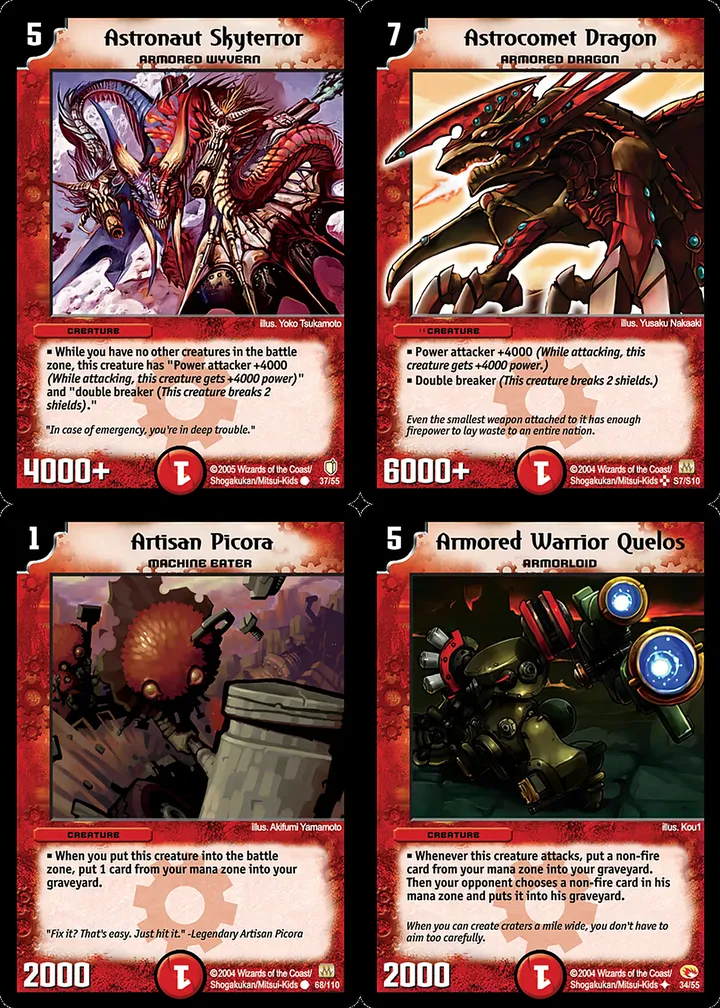 5
Astronaut Skyterror
ARMORED WYVERN
illus. Yoko Tsukamoto
CREATURE
■ While you have no other creatures in the battle
zone, this creature has "Power attacker +4000
(While attacking, this creature gets +4000 power)"
and "double breaker (This creature breaks 2
shields)."
"In case of emergency, you're in deep trouble."
4000+
1
©2005 Wizards of the Coast/
Shogakukan/Mitsui-Kids ● 37/55
7
Astrocomet Dragon
ARMORED DRAGON
illus. Yusaku Nakaaki
CREATURE
■ Power attacker +4000 (While attacking, this
creature gets +4000 power.)
■ Double breaker (This creature breaks 2 shields.)
Even the smallest weapon attached to it has enough
firepower to lay waste to an entire nation.
6000+
1
©2004 Wizards of the Coast/
Shogakukan/Mitsui-Kids S7/S10
1
Artisan Picora
MACHINE EATER
illus. Akifumi Yamamoto
CREATURE
■ When you put this creature into the battle
zone, put 1 card from your mana zone into your
graveyard.
"Fix it? That's easy. Just hit it." -Legendary Artisan Picora
2000
1
©2004 Wizards of the Coast/
Shogakukan/Mitsui-Kids ● 68/110
5
Armored Warrior Quelos
ARMORLOID
illus. Kou1
CREATURE
■ Whenever this creature attacks, put a non-fire
card from your mana zone into your graveyard.
Then your opponent chooses a non-fire card in his
mana zone and puts it into his graveyard.
When you can create craters a mile wide, you don't have to
aim too carefully.
2000
1
©2004 Wizards of the Coast/
Shogakukan/Mitsui-Kids ✦ 34/55